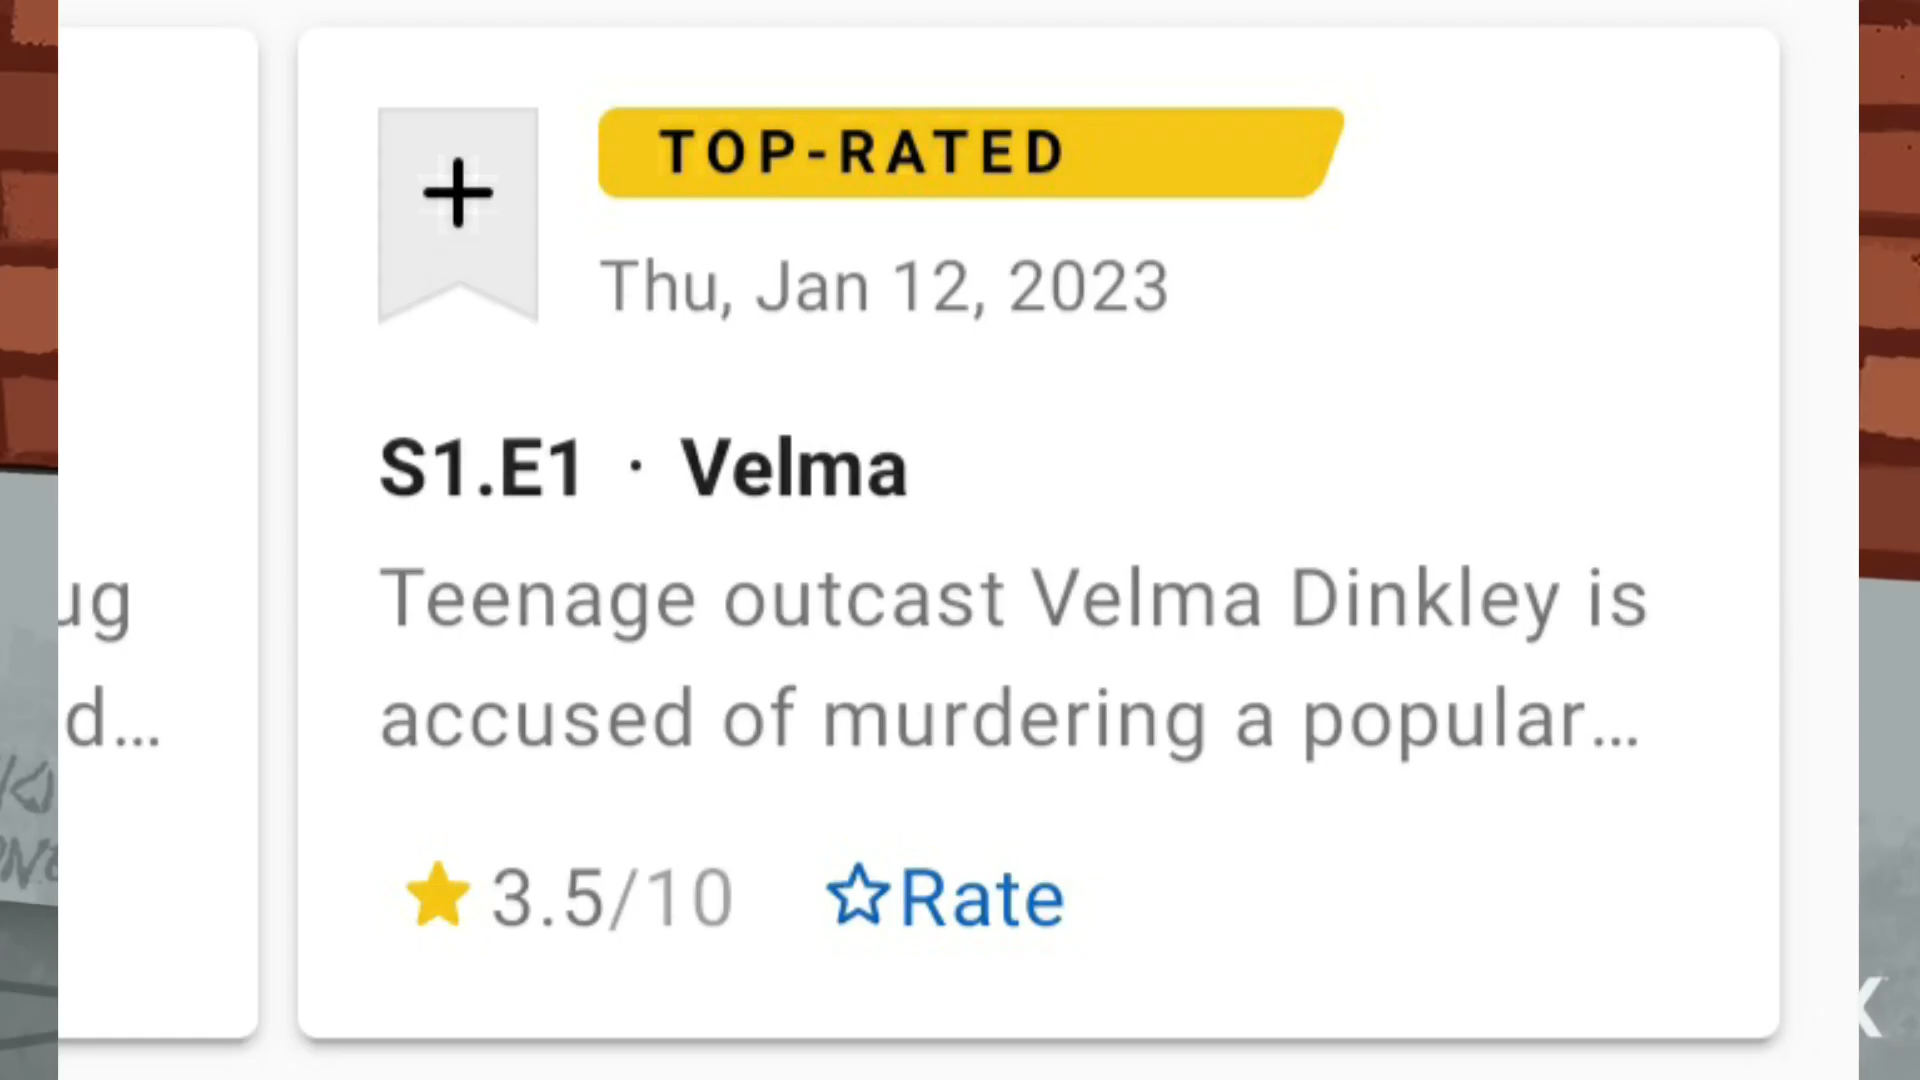 TOP-RATED
Thu, Jan 12, 2023
S1.E1 · Velma
ug
Teenage outcast Velma Dinkley is
d...
accused of murdering a popular...
3.5/10
Rate